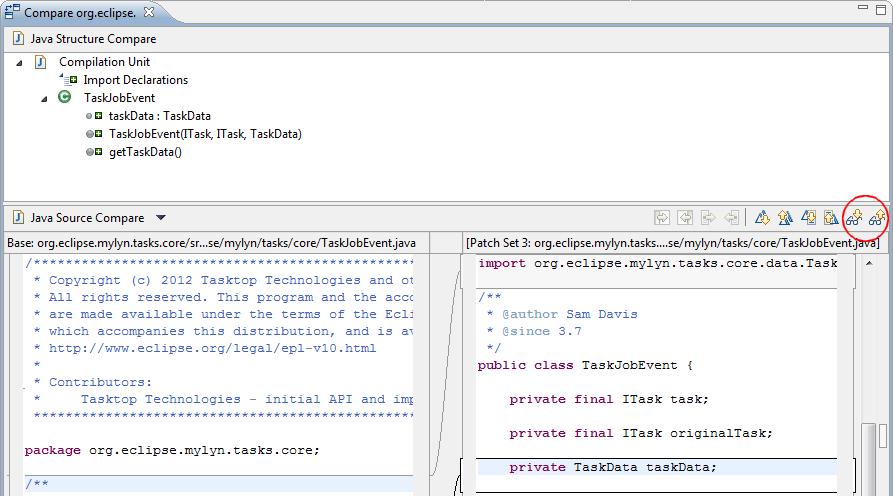 Compare org.eclipse.
Java Structure Compare
Compilation Unit
Import Declarations
TaskJobEvent
taskData : TaskData
TaskJobEvent(ITask, ITask, TaskData)
getTaskData()
Java Source Compare
Base: org.eclipse.mylyn.tasks.core/sr...se/mylyn/tasks/core/TaskJobEvent.java
/************************************************
* Copyright (c) 2012 Tasktop Technologies and ot
* All rights reserved. This program and the acco
* are made available under the terms of the Ecli
* which accompanies this distribution, and is av
* http://www.eclipse.org/legal/epl-v10.html
*
* Contributors:
*     Tasktop Technologies - initial API and imp
************************************************
package org.eclipse.mylyn.tasks.core;
/**
[Patch Set 3: org.eclipse.mylyn.tasks....se/mylyn/tasks/core/TaskJobEvent.java]
import org.eclipse.mylyn.tasks.core.data.Task
/**
* @author Sam Davis
* @since 3.7
*/
public class TaskJobEvent {
private final ITask task;
private final ITask originalTask;
private TaskData taskData;